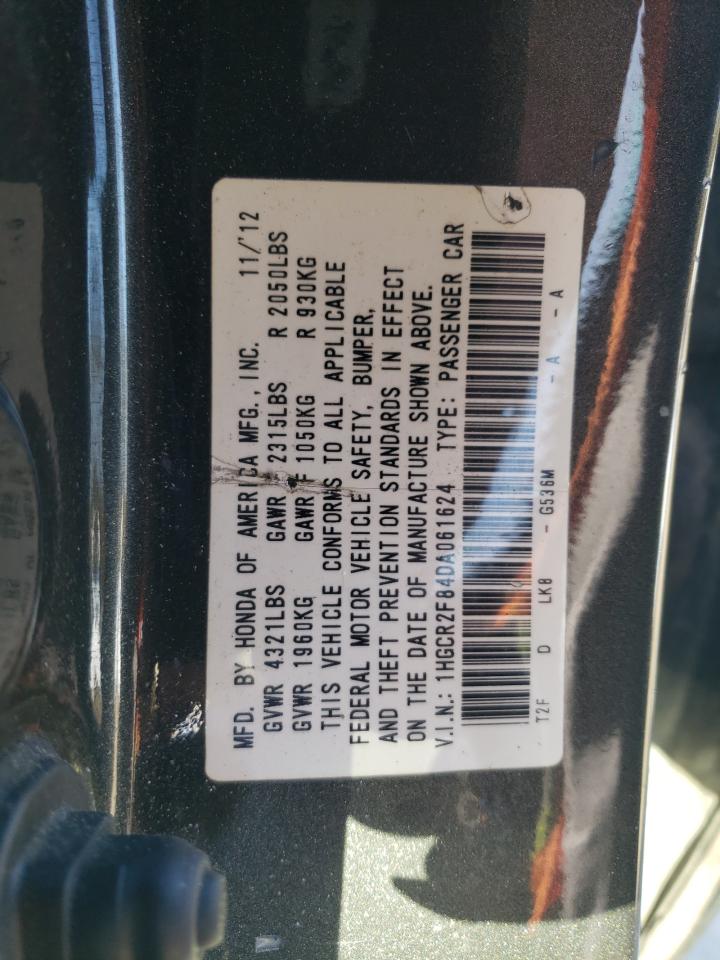 MFD. BY HONDA OF AMERICA MFG., INC. 11/'12
GVWR 4321LBS GAWR F 2315LBS R 2050LBS
GVWR 1960KG GAWR F 1050KG R 930KG
THIS VEHICLE CONFORMS TO ALL APPLICABLE
FEDERAL MOTOR VEHICLE SAFETY, BUMPER,
AND THEFT PREVENTION STANDARDS IN EFFECT
ON THE DATE OF MANUFACTURE SHOWN ABOVE.
V.I.N.: 1HGCR2F84DA061624 TYPE: PASSENGER CAR
T2F D LK8 - G536M - A - A